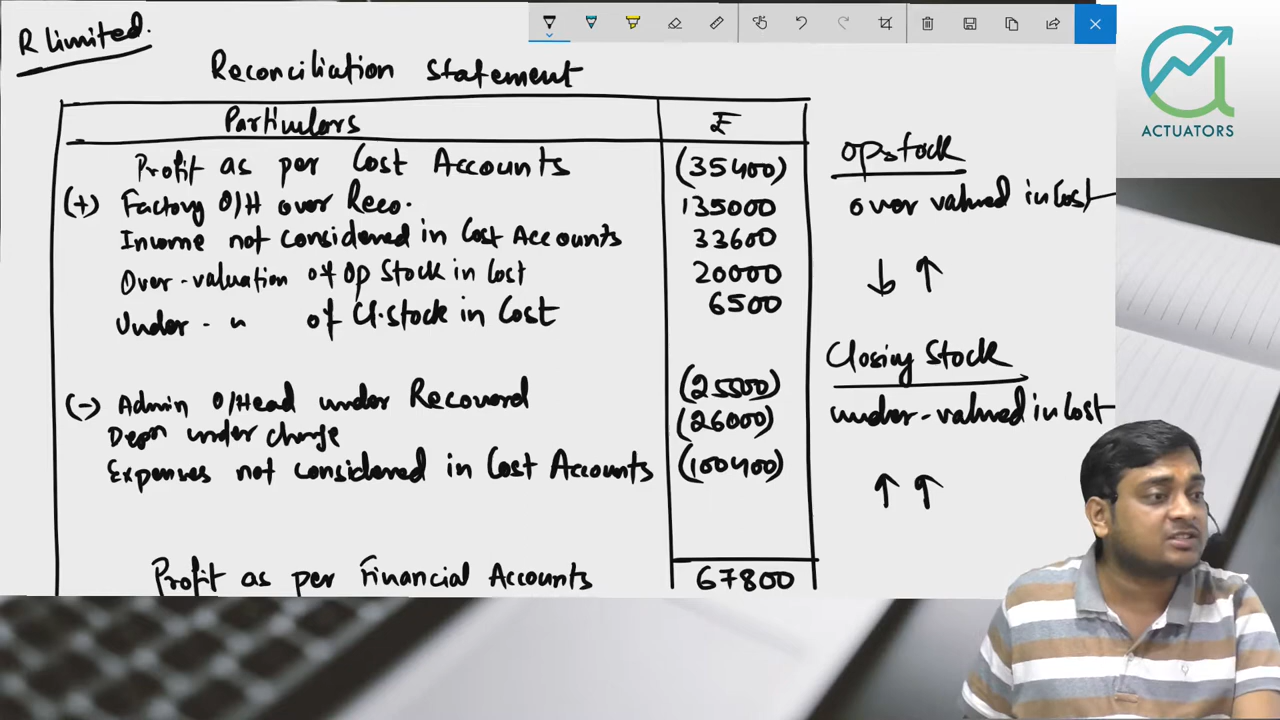 R Limited.
Reconciliation Statement
Particulars ₹
Profit as per Cost Accounts (35400)
(+) Factory O/H over Reco. 135000
Income not Considered in Cost Accounts 33600
Over-valuation of Op Stock in Cost 20000
Under - 〃 of Cl. Stock in Cost 6500
(-) Admin O/Head under Recoverd (25500)
Depn under charge (26000)
Expenses not Considered in Cost Accounts (100400)
Profit as per Financial Accounts 67800
Op stock
over valued in Cost
↓ ↑
Closing Stock
under-valued in Cost
↑ ↑
ACTUATORS